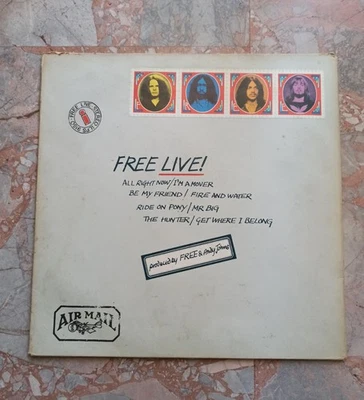 FREE LIVE!
ALL RIGHT NOW/I'M A MOVER
BE MY FRIEND/ FIRE AND WATER
RIDE ON PONY/MR BIG
THE HUNTER/GET WHERE I BELONG
produced by FREE & Andy Johns
AIR MAIL